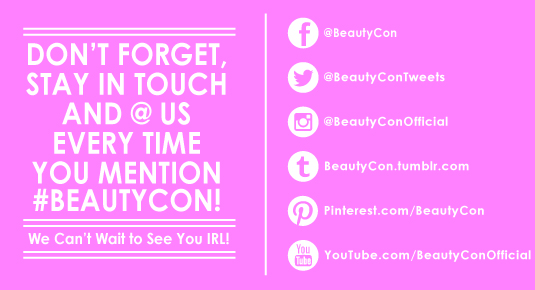 DON'T FORGET,
STAY IN TOUCH
AND @ US
EVERY TIME
YOU MENTION
#BEAUTYCON!
We Can't Wait to See You IRL!
f @BeautyCon
@BeautyConTweets
@BeautyConOfficial
t BeautyCon.tumblr.com
Pinterest.com/BeautyCon
You
Tube
YouTube.com/BeautyConOfficial